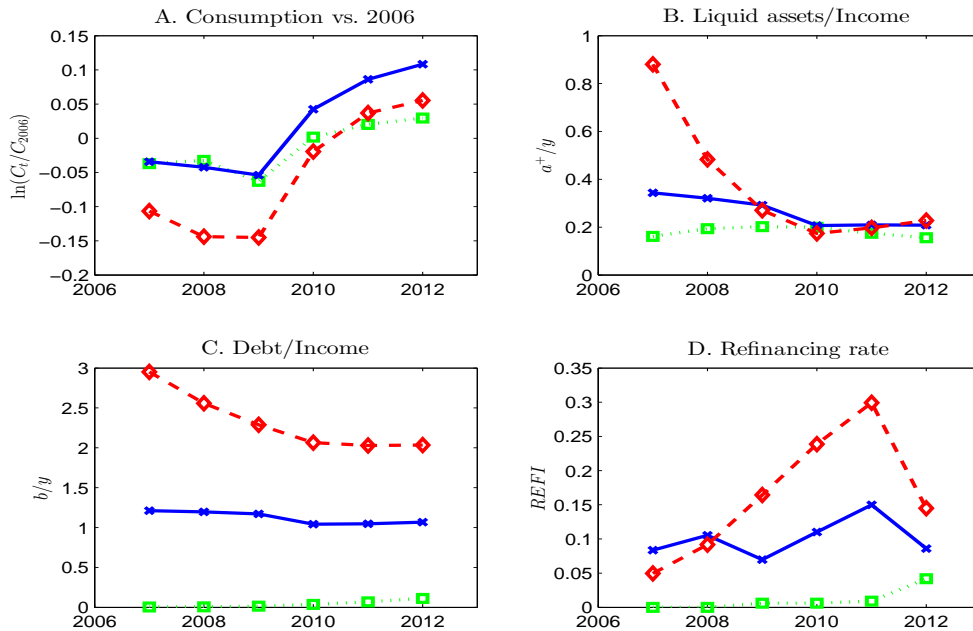 A. Consumption vs. 2006
0.15
0.1
0.05
0
−0.05
−0.1
−0.15
−0.2
ln(Ct/C2006)
2006 2008 2010 2012
B. Liquid assets/Income
1
0.8
0.6
0.4
0.2
0
a+/y
2006 2008 2010 2012
C. Debt/Income
3
2.5
2
1.5
1
0.5
0
b/y
2006 2008 2010 2012
D. Refinancing rate
0.35
0.3
0.25
0.2
0.15
0.1
0.05
0
REFI
2006 2008 2010 2012